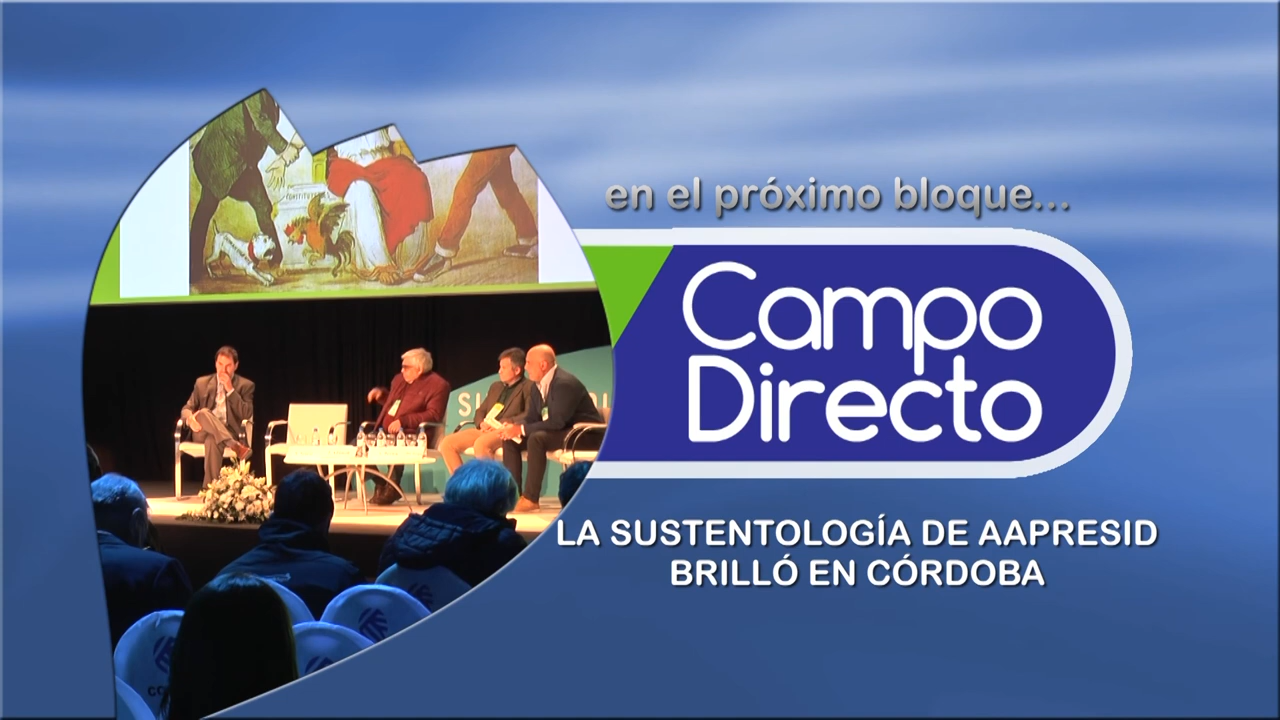 en el próximo bloque...
Campo
Directo
LA SUSTENTOLOGÍA DE AAPRESID
BRILLÓ EN CÓRDOBA